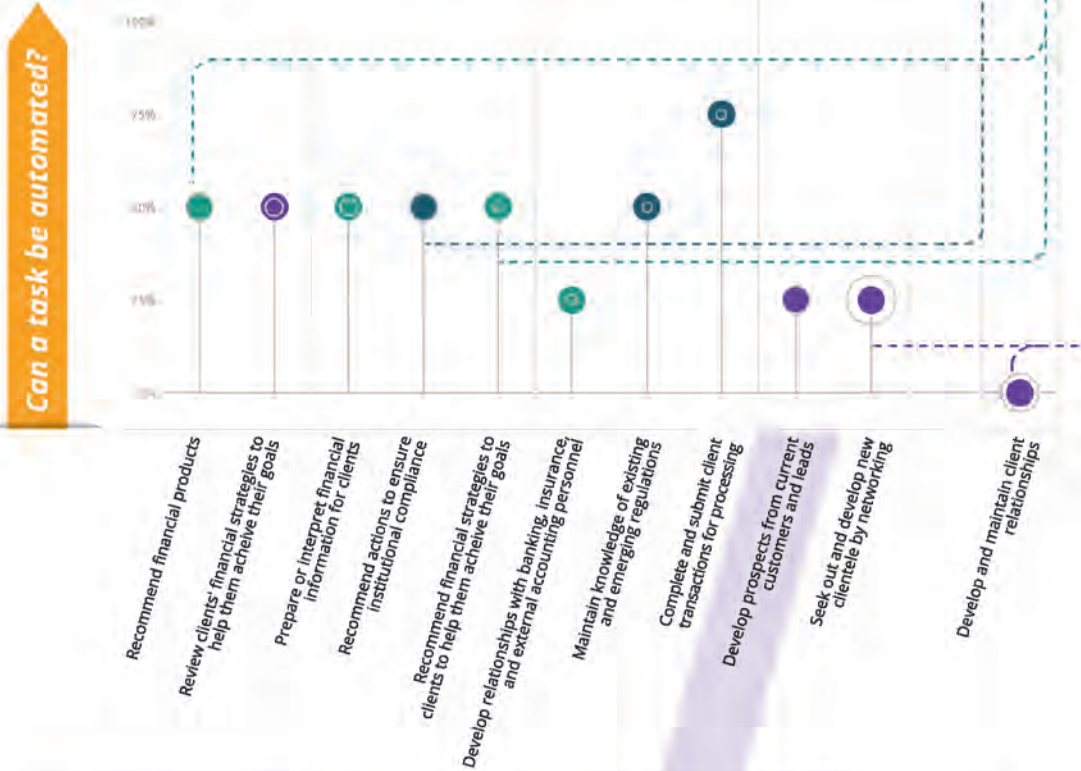 Can a task be automated?
100%
75%
Recommend financial products
Review clients' financial strategies to
help them acheive their goals
Prepare or interpret financial
information for clients
Recommend actions to ensure
institutional compliance
Recommend financial strategies to
clients to help them acheive their goals
Develop relationships with banking, insurance,
and external accounting personnel
Maintain knowledge of existing
and emerging regulations
Complete and submit client
transactions for processing
Develop prospects from current
customers and leads
Seek out and develop new
clientele by networking
Develop and maintain client
relationships